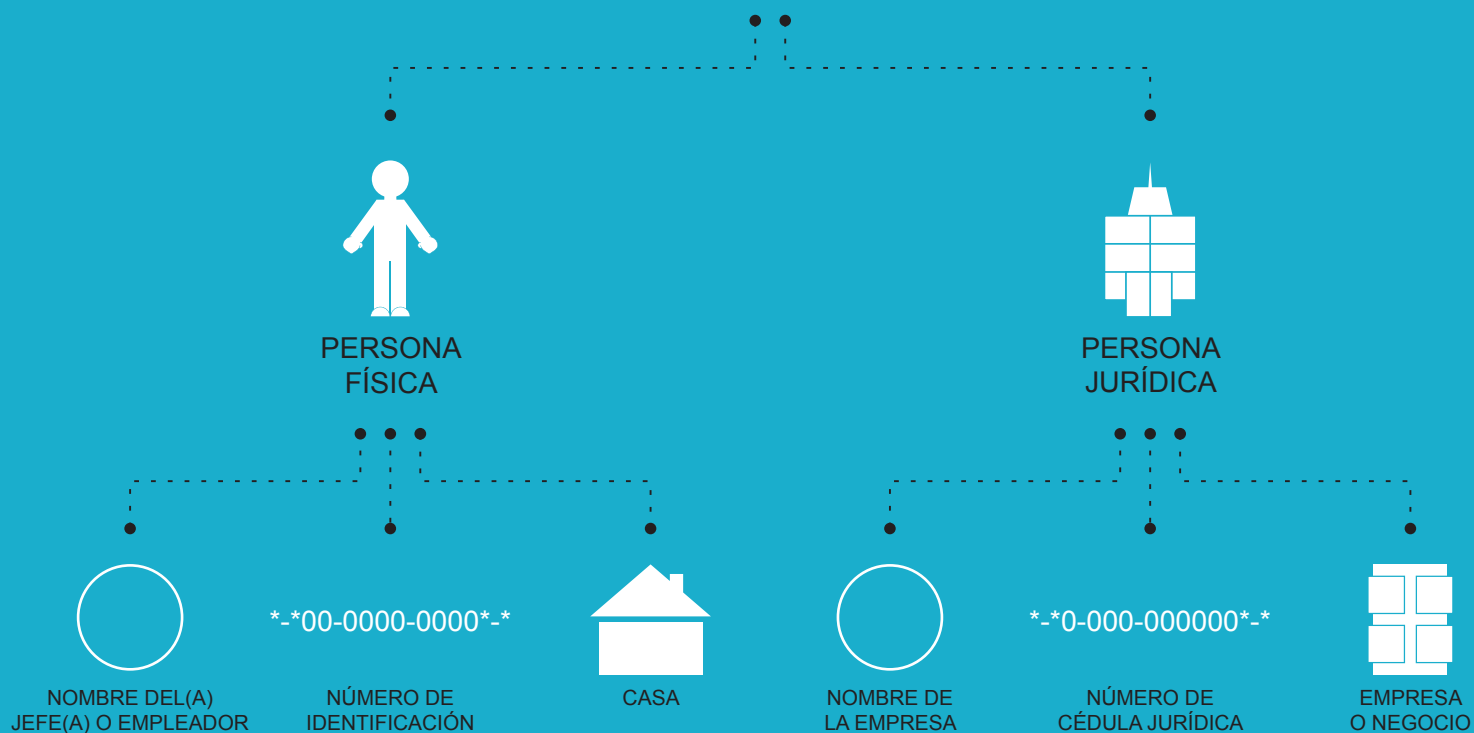 PERSONA
FÍSICA
PERSONA
JURÍDICA
*-*00-0000-0000*-*
*-*0-000-000000*-*
NOMBRE DEL(A)
JEFE(A) O EMPLEADOR
NÚMERO DE
IDENTIFICACIÓN
CASA
NOMBRE DE
LA EMPRESA
NÚMERO DE
CÉDULA JURÍDICA
EMPRESA
O NEGOCIO